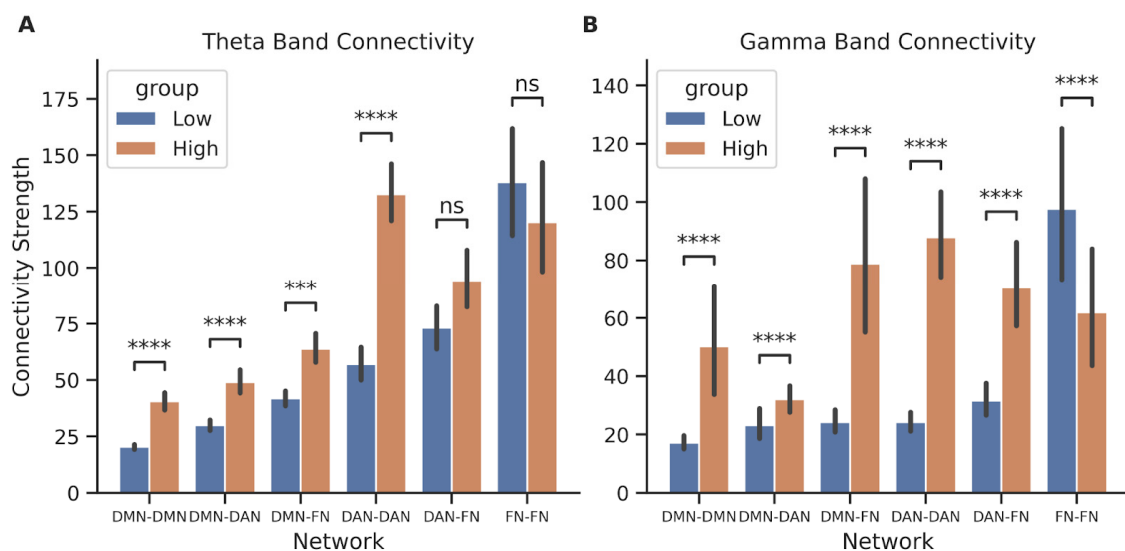 A
Theta Band Connectivity
group
Low
High
Connectivity Strength
175
150
125
100
75
50
25
0
****
****
***
****
ns
ns
DMN-DMN DMN-DAN DMN-FN DAN-DAN DAN-FN FN-FN
Network
B
Gamma Band Connectivity
group
Low
High
140
120
100
80
60
40
20
0
****
****
****
****
****
****
DMN-DMN DMN-DAN DMN-FN DAN-DAN DAN-FN FN-FN
Network